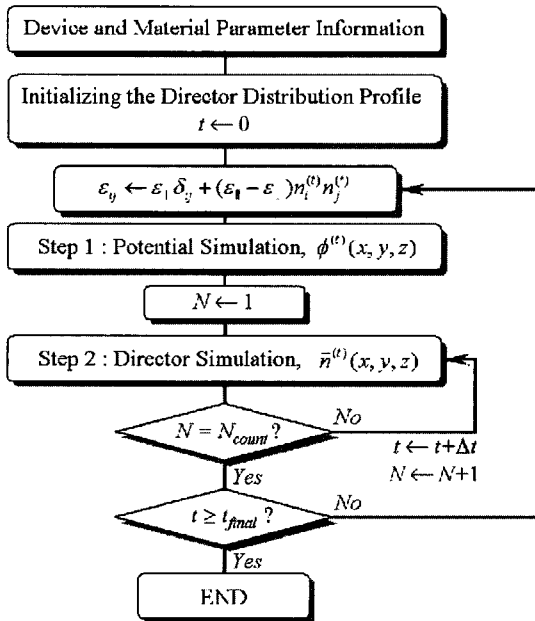 Device and Material Parameter Information
Initializing the Director Distribution Profile
t ← 0
ε_ij ← ε_⊥ δ_ij + (ε_∥ − ε_⊥) n_i^(t) n_j^(t)
Step 1 : Potential Simulation, ϕ^(t) (x, y, z)
N ← 1
Step 2 : Director Simulation, n̄^(t) (x, y, z)
N = N_count ?
No
t ← t+Δt
N ← N+1
Yes
t ≥ t_final ?
No
Yes
END